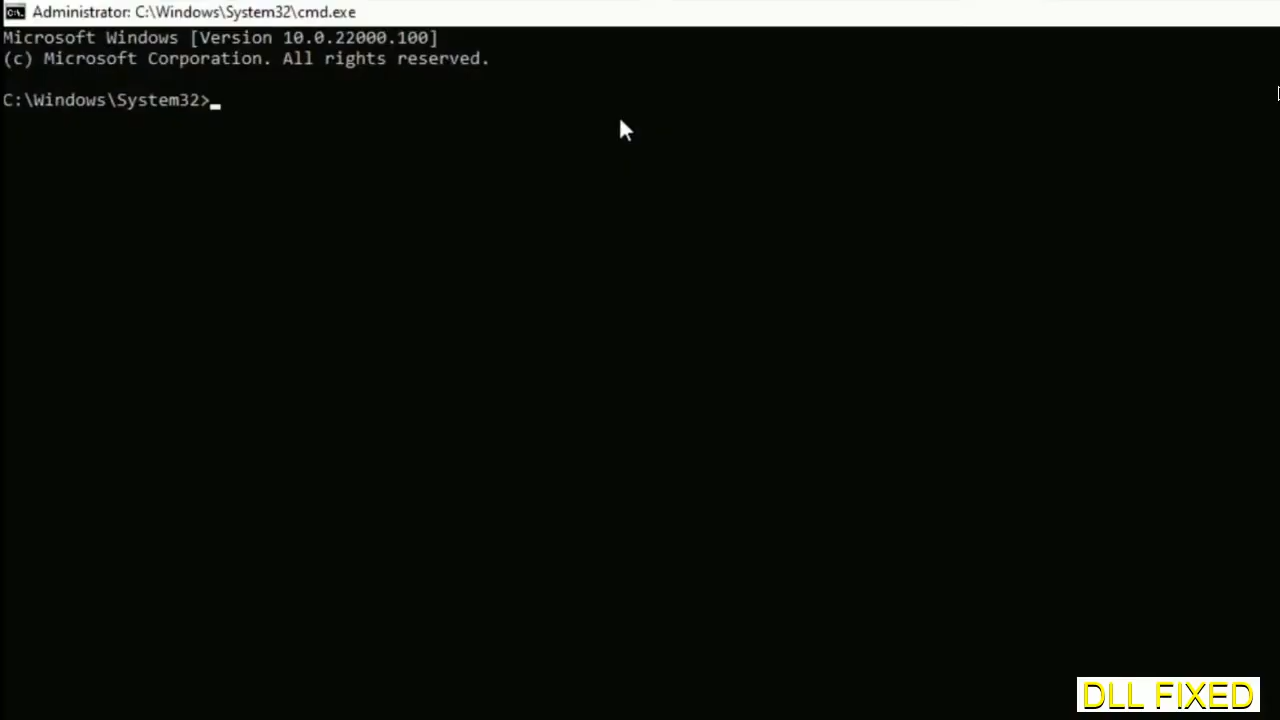 Administrator: C:\Windows\System32\cmd.exe
Microsoft Windows [Version 10.0.22000.100]
(c) Microsoft Corporation. All rights reserved.
C:\Windows\System32>
DLL FIXED